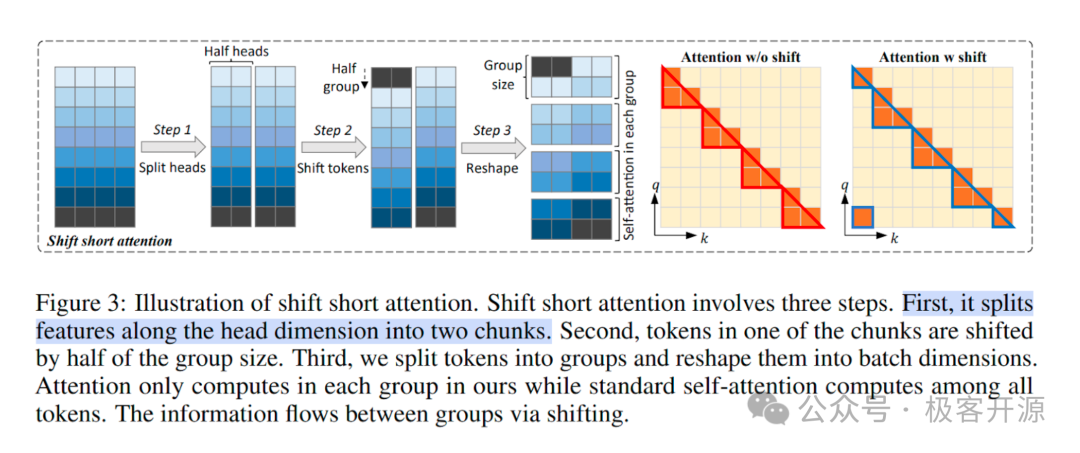 Half heads
Half
group
Step 1
Split heads
Step 2
Shift tokens
Step 3
Reshape
Group
size
Self-attention in each group
Attention w/o shift
Attention w shift
q
k
q
k
Shift short attention
Figure 3: Illustration of shift short attention. Shift short attention involves three steps. First, it splits
features along the head dimension into two chunks. Second, tokens in one of the chunks are shifted
by half of the group size. Third, we split tokens into groups and reshape them into batch dimensions.
Attention only computes in each group in ours while standard self-attention computes among all
tokens. The information flows between groups via shifting.
公众号 · 极客开源